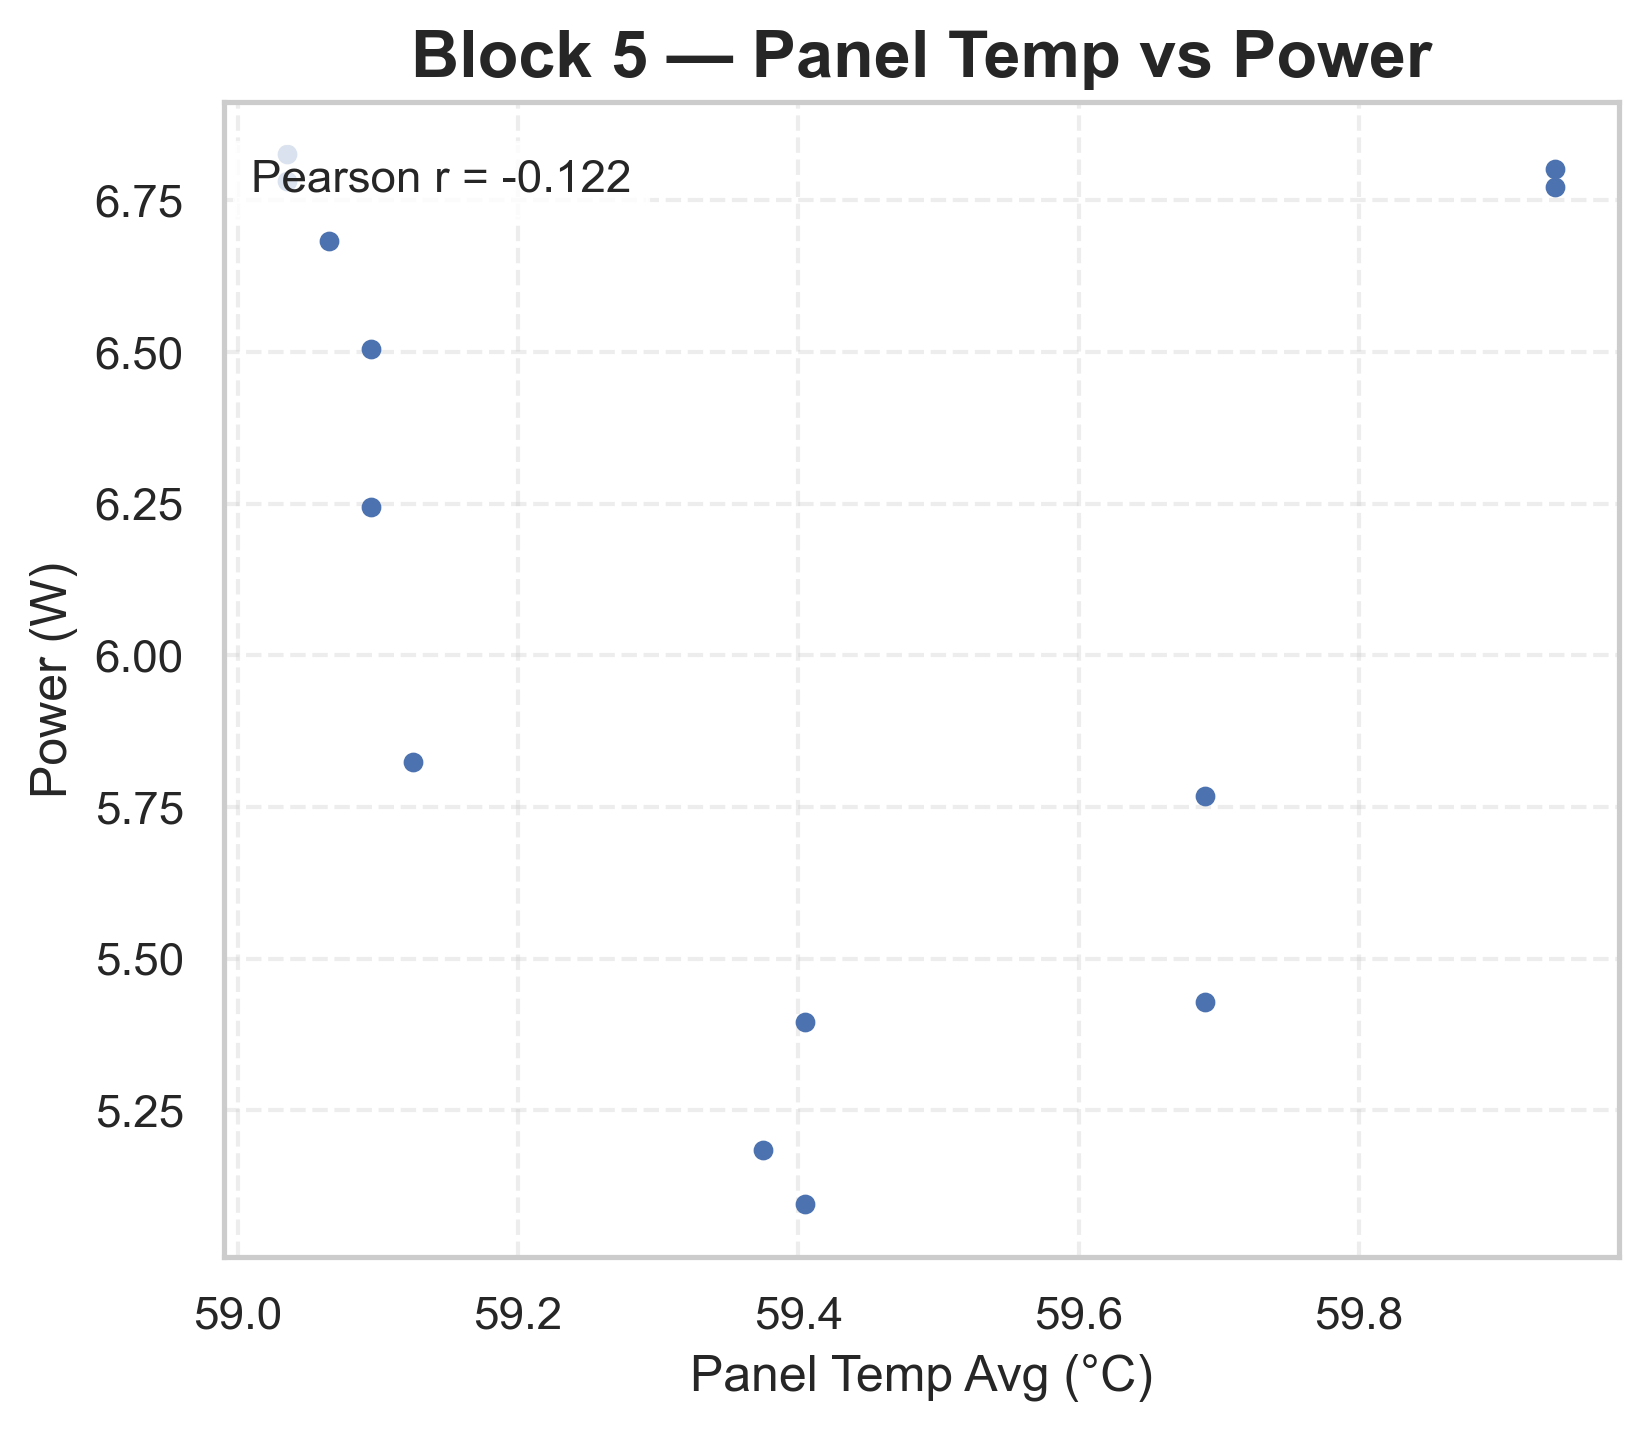 Block 5 — Panel Temp vs Power
Pearson r = -0.122
6.75
6.50
6.25
6.00
5.75
5.50
5.25
Power (W)
59.0 59.2 59.4 59.6 59.8
Panel Temp Avg (°C)